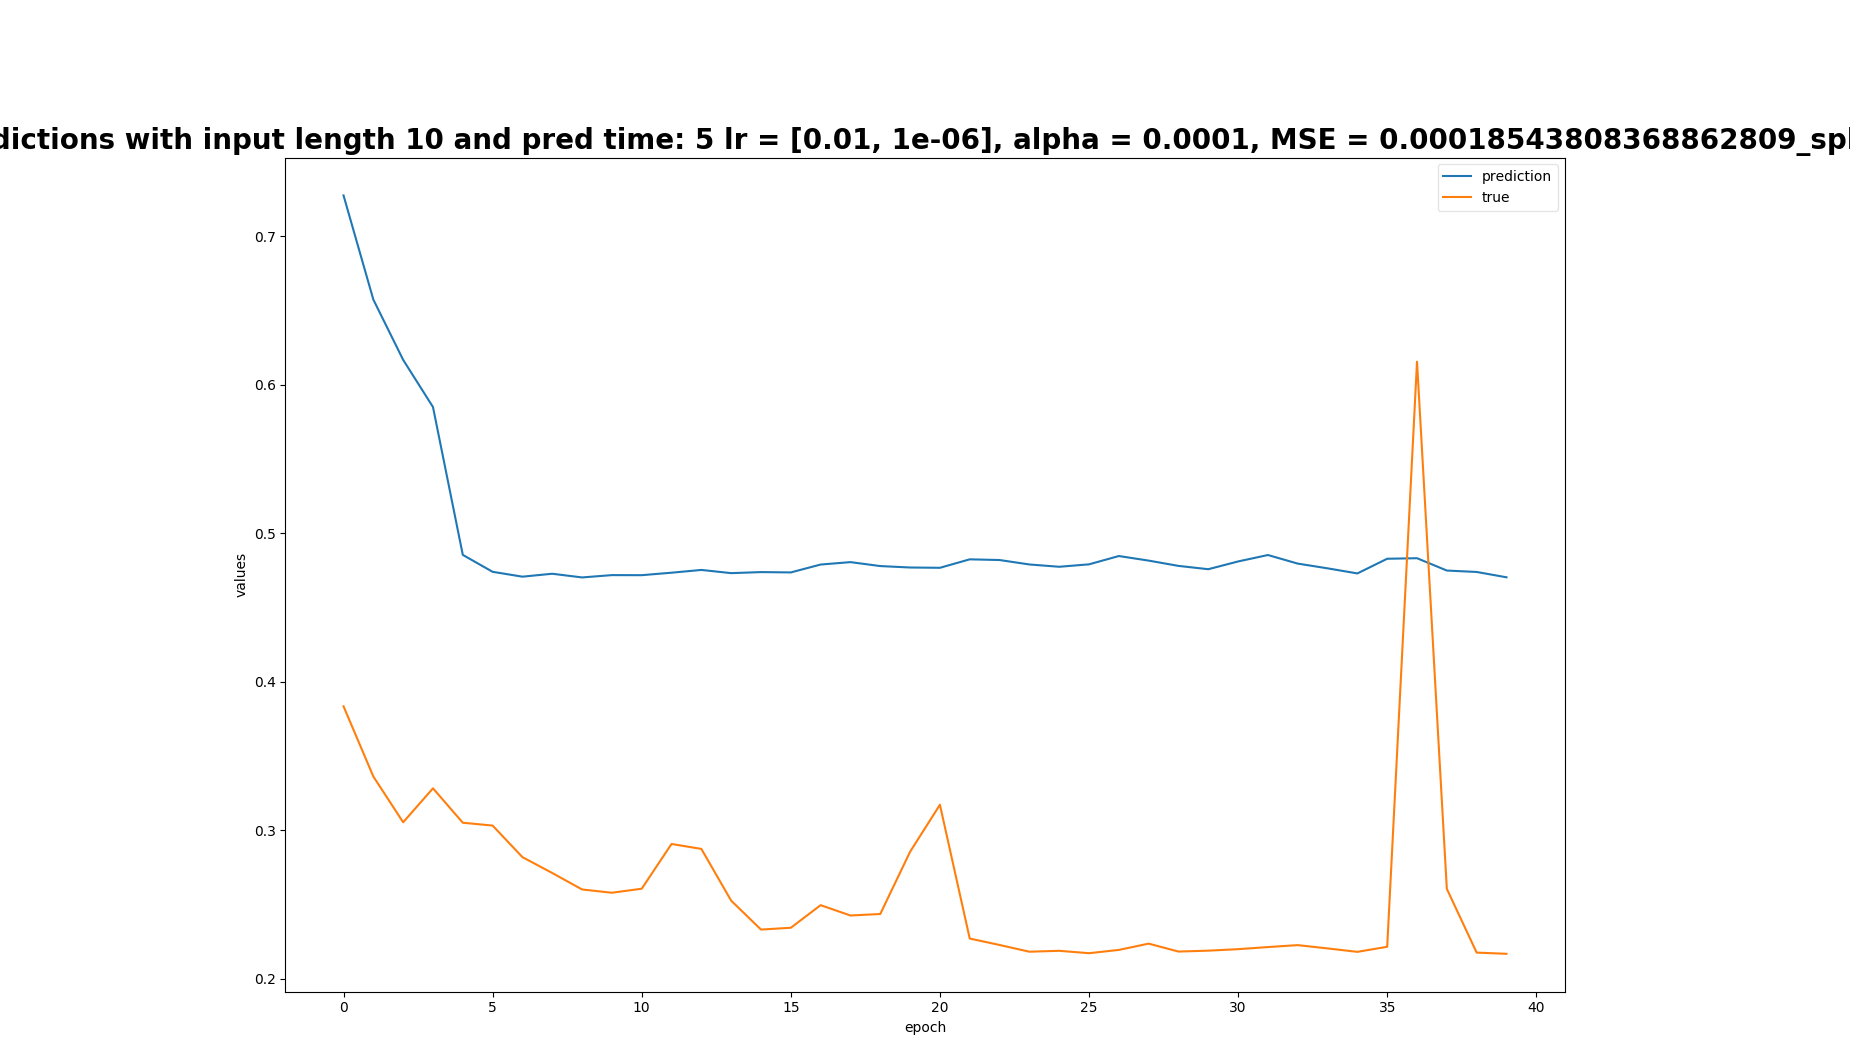 dictions with input length 10 and pred time: 5 lr = [0.01, 1e-06], alpha = 0.0001, MSE = 0.00018543808368862809_spl
prediction
true
0.7
0.6
0.5
0.4
0.3
0.2
values
0 5 10 15 20 25 30 35 40
epoch